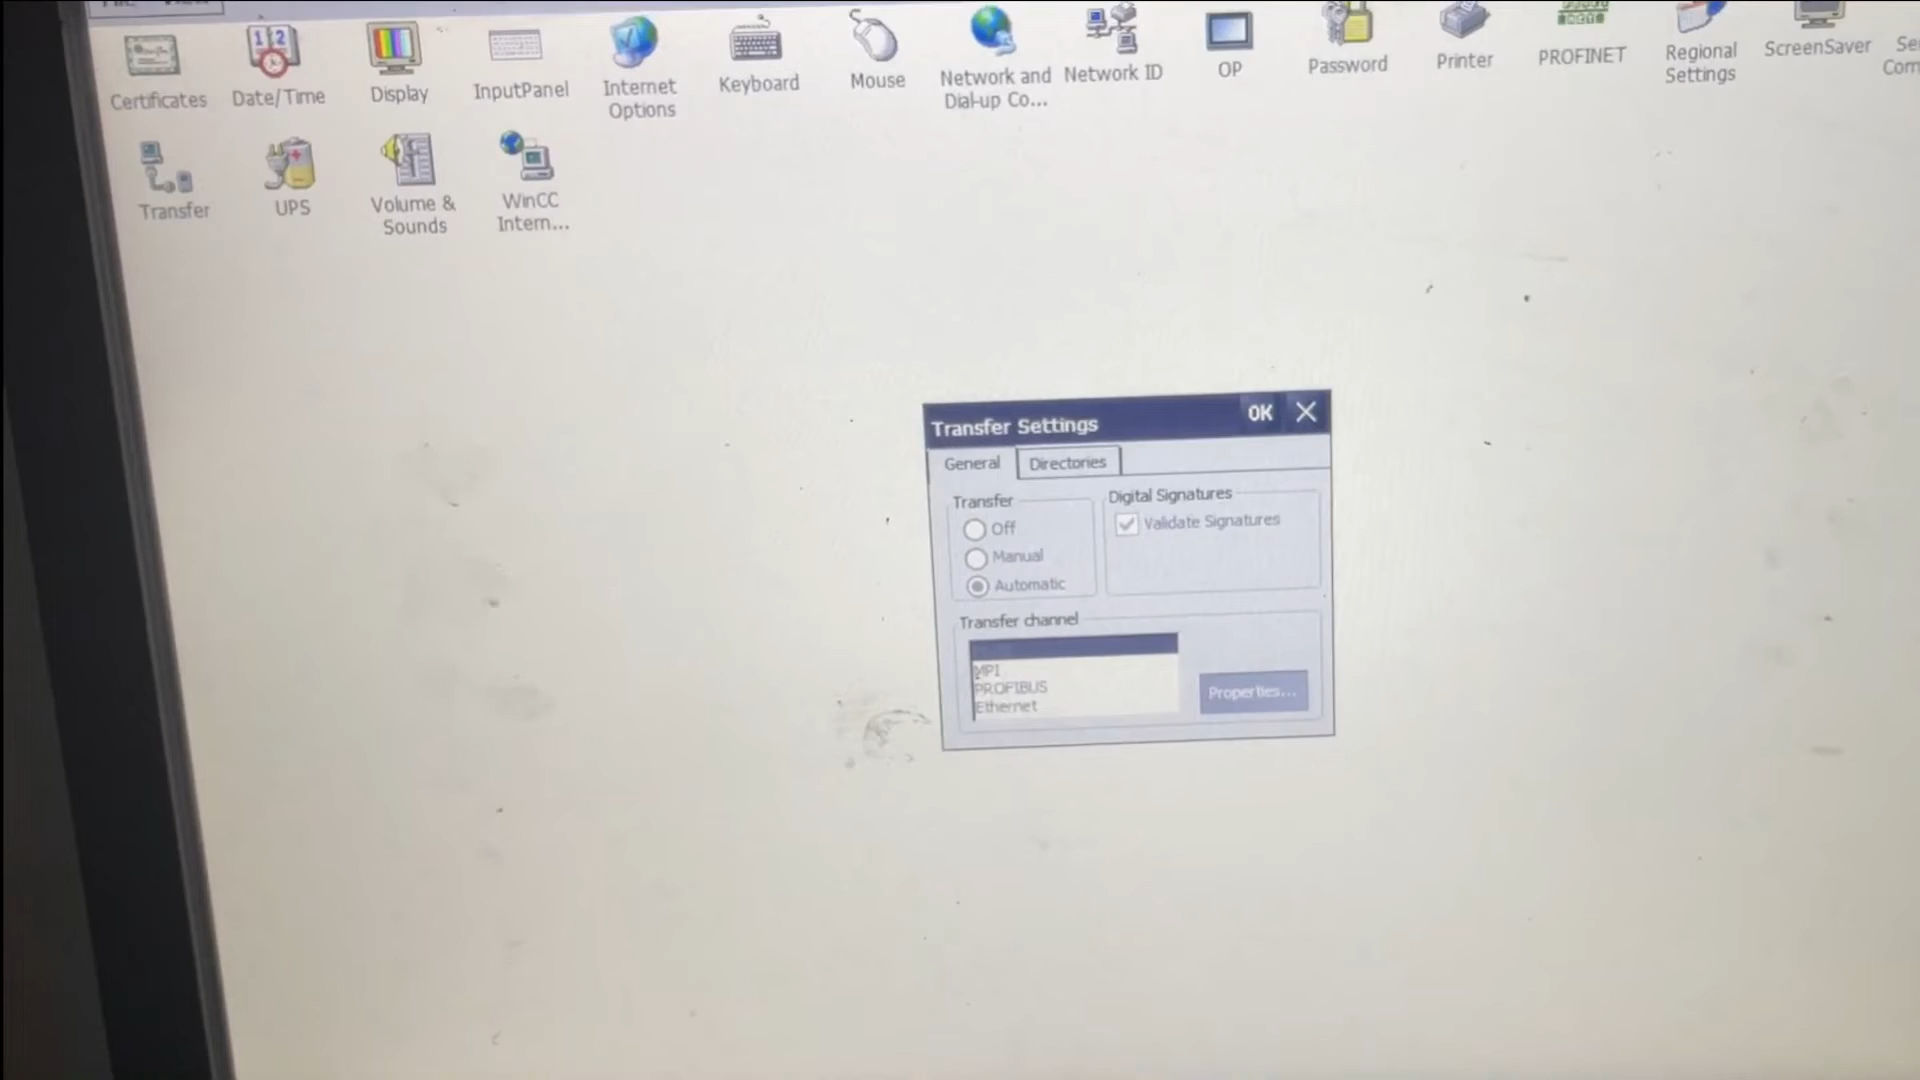 Certificates
Date/Time
Display
InputPanel
Internet
Options
Keyboard
Mouse
Network and
Dial-up Co...
Network ID
OP
Password
Printer
PROFINET
Regional
Settings
ScreenSaver
Transfer
UPS
Volume &
Sounds
WinCC
Intern...
Transfer Settings OK
General Directories
Transfer
Off
Manual
Automatic
Digital Signatures
Validate Signatures
Transfer channel
MPI
PROFIBUS
Ethernet
Properties...